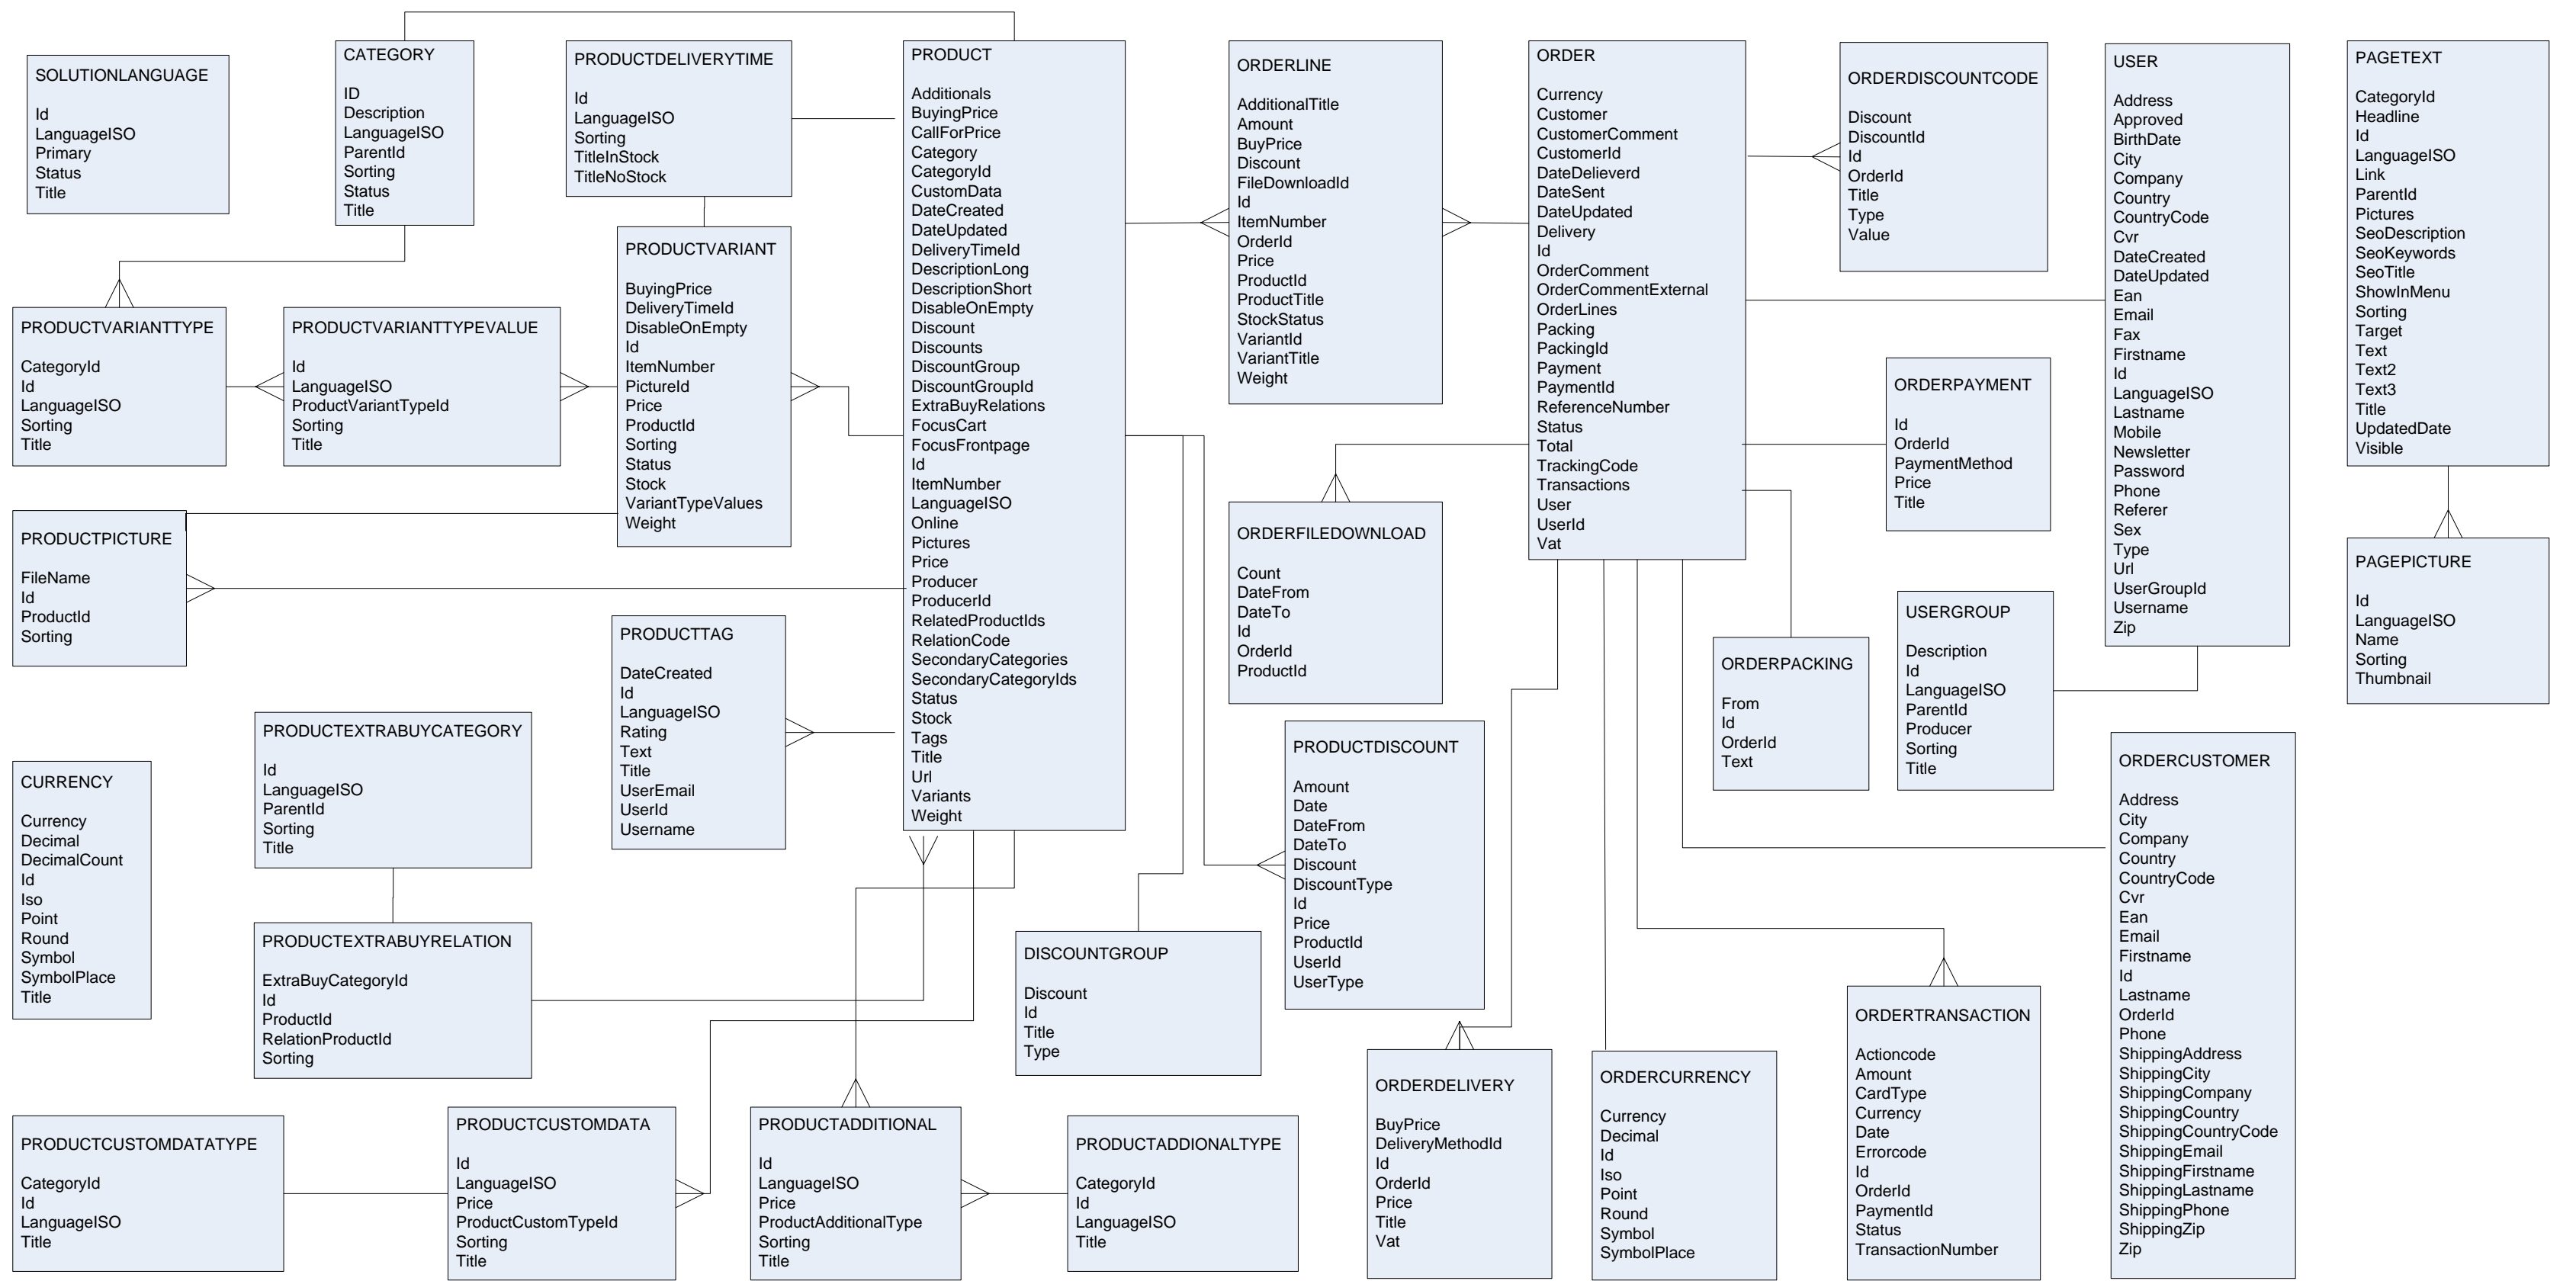 SOLUTIONLANGUAGE
Id
LanguageISO
Primary
Status
Title
CATEGORY
ID
Description
LanguageISO
ParentId
Sorting
Status
Title
PRODUCTDELIVERYTIME
Id
LanguageISO
Sorting
TitleInStock
TitleNoStock
PRODUCT
Additionals
BuyingPrice
CallForPrice
Category
CategoryId
CustomData
DateCreated
DateUpdated
DeliveryTimeId
DescriptionLong
DescriptionShort
DisableOnEmpty
Discount
Discounts
DiscountGroup
DiscountGroupId
ExtraBuyRelations
FocusCart
FocusFrontpage
Id
ItemNumber
LanguageISO
Online
Pictures
Price
Producer
ProducerId
RelatedProductIds
RelationCode
SecondaryCategories
SecondaryCategoryIds
Status
Stock
Tags
Title
Url
Variants
Weight
ORDERLINE
AdditionalTitle
Amount
BuyPrice
Discount
FileDownloadId
Id
ItemNumber
OrderId
Price
ProductId
ProductTitle
StockStatus
VariantId
VariantTitle
Weight
ORDER
Currency
Customer
CustomerComment
CustomerId
DateDelieverd
DateSent
DateUpdated
Delivery
Id
OrderComment
OrderCommentExternal
OrderLines
Packing
PackingId
Payment
PaymentId
ReferenceNumber
Status
Total
TrackingCode
Transactions
User
UserId
Vat
ORDERDISCOUNTCODE
Discount
DiscountId
Id
OrderId
Title
Type
Value
USER
Address
Approved
BirthDate
City
Company
Country
CountryCode
Cvr
DateCreated
DateUpdated
Ean
Email
Fax
Firstname
Id
LanguageISO
Lastname
Mobile
Newsletter
Password
Phone
Referer
Sex
Type
Url
UserGroupId
Username
Zip
PAGETEXT
CategoryId
Headline
Id
LanguageISO
Link
ParentId
Pictures
SeoDescription
SeoKeywords
SeoTitle
ShowInMenu
Sorting
Target
Text
Text2
Text3
Title
UpdatedDate
Visible
PRODUCTVARIANTTYPE
CategoryId
Id
LanguageISO
Sorting
Title
PRODUCTVARIANTTYPEVALUE
Id
LanguageISO
ProductVariantTypeId
Sorting
Title
PRODUCTVARIANT
BuyingPrice
DeliveryTimeId
DisableOnEmpty
Id
ItemNumber
PictureId
Price
ProductId
Sorting
Status
Stock
VariantTypeValues
Weight
ORDERPAYMENT
Id
OrderId
PaymentMethod
Price
Title
PRODUCTPICTURE
FileName
Id
ProductId
Sorting
ORDERFILEDOWNLOAD
Count
DateFrom
DateTo
Id
OrderId
ProductId
PAGEPICTURE
Id
LanguageISO
Name
Sorting
Thumbnail
PRODUCTTAG
DateCreated
Id
LanguageISO
Rating
Text
Title
UserEmail
UserId
Username
ORDERPACKING
From
Id
OrderId
Text
USERGROUP
Description
Id
LanguageISO
ParentId
Producer
Sorting
Title
CURRENCY
Currency
Decimal
DecimalCount
Id
Iso
Point
Round
Symbol
SymbolPlace
Title
PRODUCTEXTRABUYCATEGORY
Id
LanguageISO
ParentId
Sorting
Title
PRODUCTDISCOUNT
Amount
Date
DateFrom
DateTo
Discount
DiscountType
Id
Price
ProductId
UserId
UserType
ORDERCUSTOMER
Address
City
Company
Country
CountryCode
Cvr
Ean
Email
Firstname
Id
Lastname
OrderId
Phone
ShippingAddress
ShippingCity
ShippingCompany
ShippingCountry
ShippingCountryCode
ShippingEmail
ShippingFirstname
ShippingLastname
ShippingPhone
ShippingZip
Zip
PRODUCTEXTRABUYRELATION
ExtraBuyCategoryId
Id
ProductId
RelationProductId
Sorting
DISCOUNTGROUP
Discount
Id
Title
Type
PRODUCTCUSTOMDATATYPE
CategoryId
Id
LanguageISO
Title
PRODUCTCUSTOMDATA
Id
LanguageISO
Price
ProductCustomTypeId
Sorting
Title
PRODUCTADDITIONAL
Id
LanguageISO
Price
ProductAdditionalType
Sorting
Title
PRODUCTADDIONALTYPE
CategoryId
Id
LanguageISO
Title
ORDERDELIVERY
BuyPrice
DeliveryMethodId
Id
OrderId
Price
Title
Vat
ORDERCURRENCY
Currency
Decimal
Id
Iso
Point
Round
Symbol
SymbolPlace
ORDERTRANSACTION
Actioncode
Amount
CardType
Currency
Date
Errorcode
Id
OrderId
PaymentId
Status
TransactionNumber